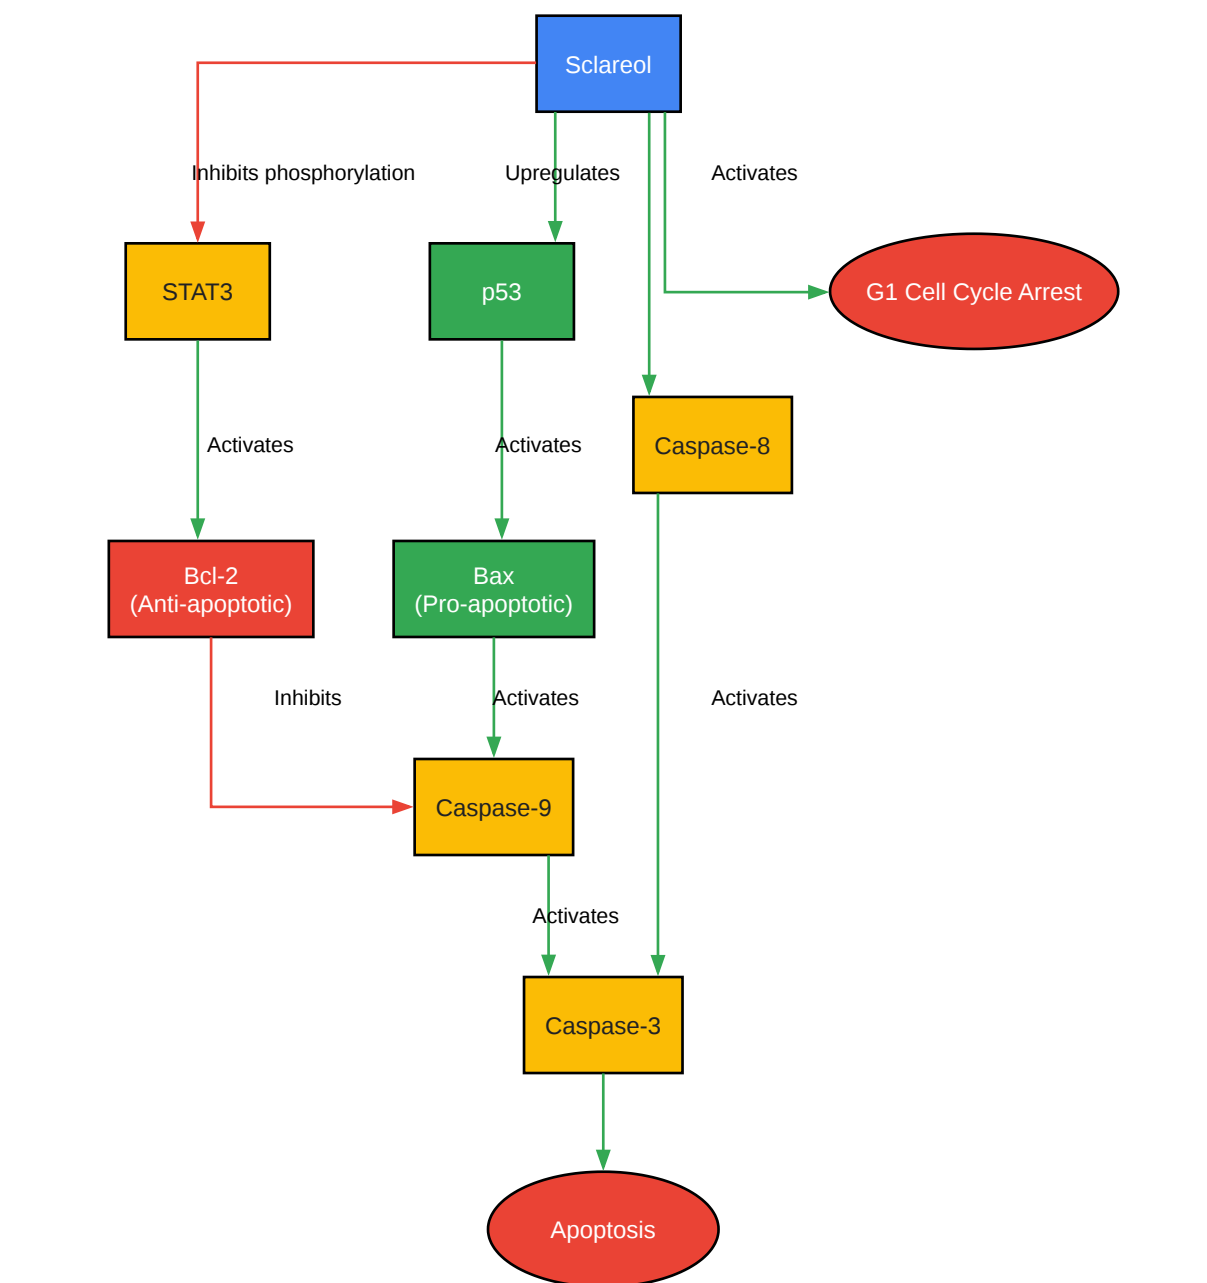 Sclareol
Inhibits phosphorylation
Upregulates
Activates
STAT3
p53
G1 Cell Cycle Arrest
Activates
Activates
Caspase-8
Bcl-2
(Anti-apoptotic)
Bax
(Pro-apoptotic)
Inhibits
Activates
Activates
Caspase-9
Activates
Caspase-3
Apoptosis